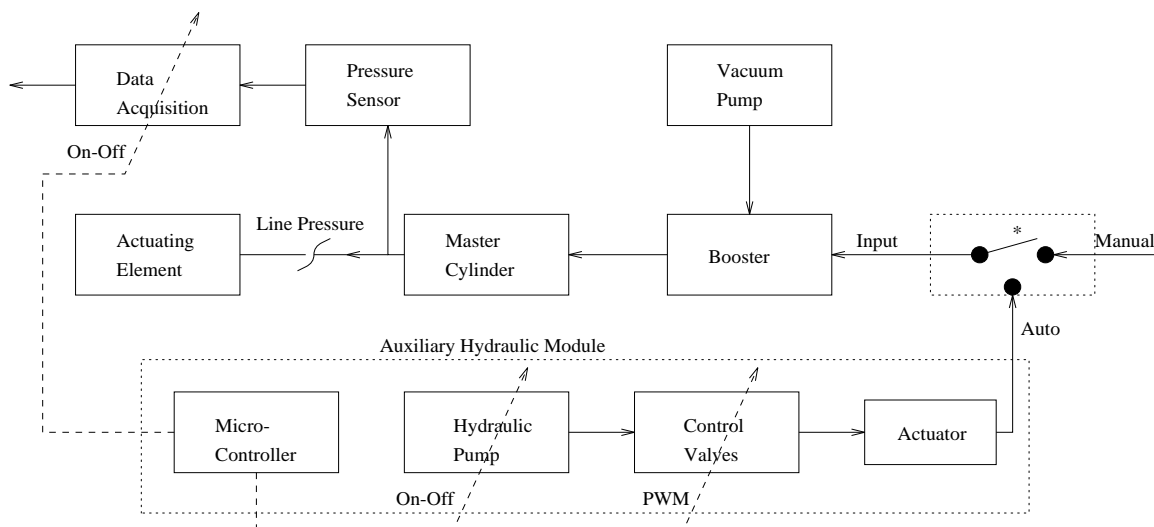 Data
Acquisition
Pressure
Sensor
Vacuum
Pump
On-Off
Line Pressure
Actuating
Element
Master
Cylinder
Booster
Input
*
Manual
Auto
Auxiliary Hydraulic Module
Micro-
Controller
Hydraulic
Pump
Control
Valves
Actuator
On-Off
PWM